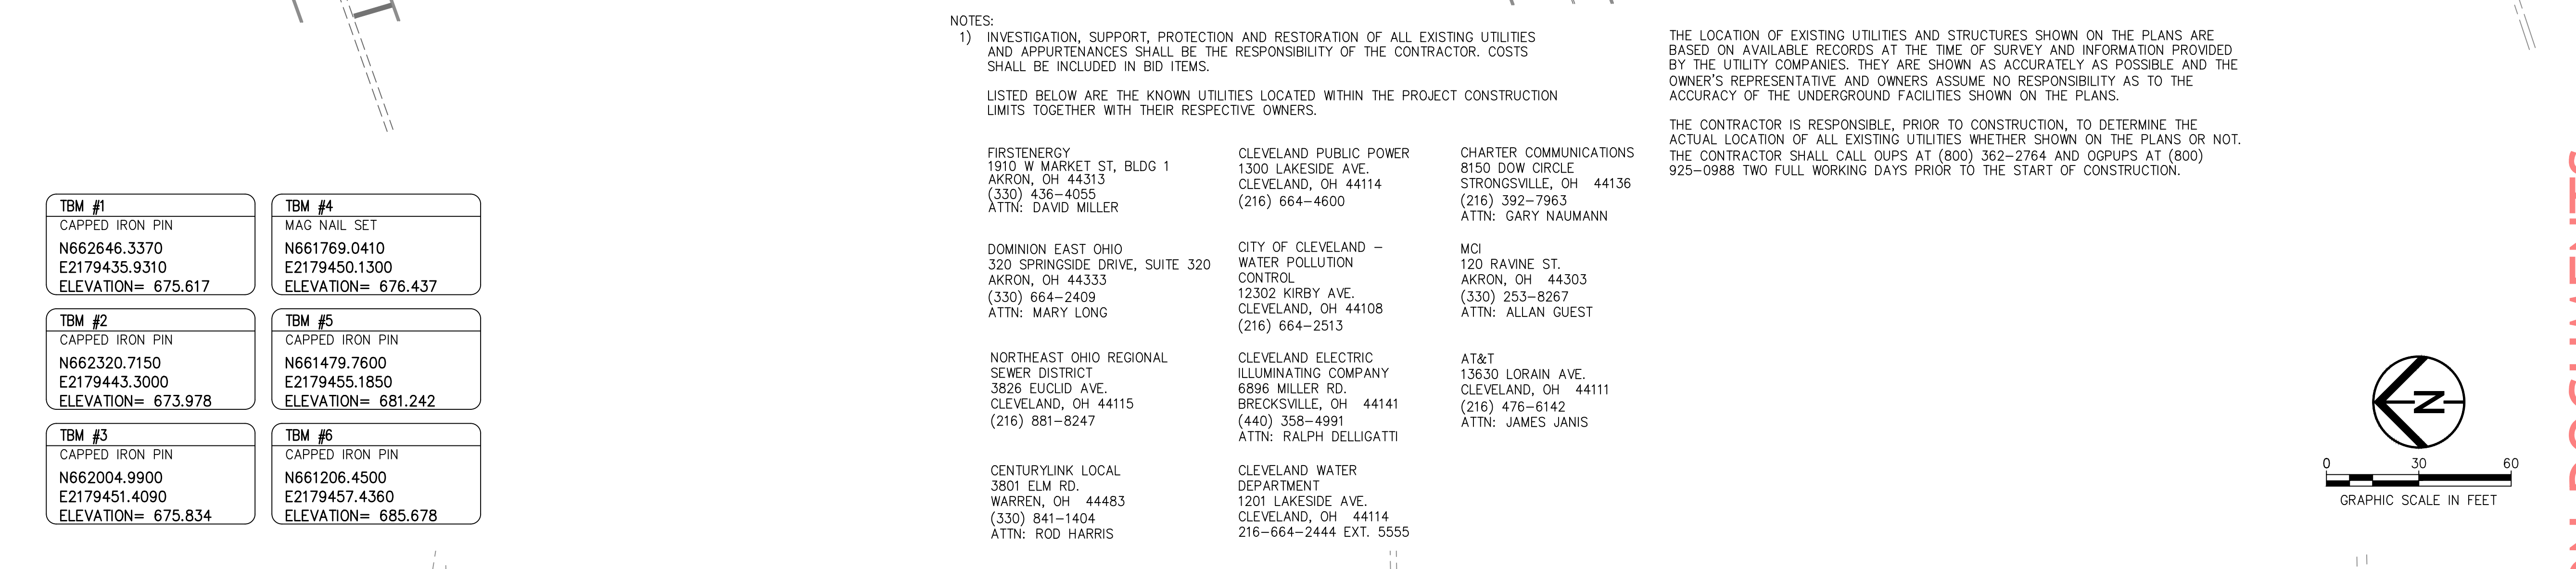 TBM #1
CAPPED IRON PIN
N662646.3370
E2179435.9310
ELEVATION= 675.617
TBM #2
CAPPED IRON PIN
N662320.7150
E2179443.3000
ELEVATION= 673.978
TBM #3
CAPPED IRON PIN
N662004.9900
E2179451.4090
ELEVATION= 675.834
TBM #4
MAG NAIL SET
N661769.0410
E2179450.1300
ELEVATION= 676.437
TBM #5
CAPPED IRON PIN
N661479.7600
E2179455.1850
ELEVATION= 681.242
TBM #6
CAPPED IRON PIN
N661206.4500
E2179457.4360
ELEVATION= 685.678
NOTES:
1) INVESTIGATION, SUPPORT, PROTECTION AND RESTORATION OF ALL EXISTING UTILITIES
AND APPURTENANCES SHALL BE THE RESPONSIBILITY OF THE CONTRACTOR. COSTS
SHALL BE INCLUDED IN BID ITEMS.
LISTED BELOW ARE THE KNOWN UTILITIES LOCATED WITHIN THE PROJECT CONSTRUCTION
LIMITS TOGETHER WITH THEIR RESPECTIVE OWNERS.
FIRSTENERGY
1910 W MARKET ST, BLDG 1
AKRON, OH 44313
(330) 436-4055
ATTN: DAVID MILLER
DOMINION EAST OHIO
320 SPRINGSIDE DRIVE, SUITE 320
AKRON, OH 44333
(330) 664-2409
ATTN: MARY LONG
NORTHEAST OHIO REGIONAL
SEWER DISTRICT
3826 EUCLID AVE.
CLEVELAND, OH 44115
(216) 881-8247
CENTURYLINK LOCAL
3801 ELM RD.
WARREN, OH 44483
(330) 841-1404
ATTN: ROD HARRIS
CLEVELAND PUBLIC POWER
1300 LAKESIDE AVE.
CLEVELAND, OH 44114
(216) 664-4600
CITY OF CLEVELAND -
WATER POLLUTION
CONTROL
12302 KIRBY AVE.
CLEVELAND, OH 44108
(216) 664-2513
CLEVELAND ELECTRIC
ILLUMINATING COMPANY
6896 MILLER RD.
BRECKSVILLE, OH 44141
(440) 358-4991
ATTN: RALPH DELLIGATTI
CLEVELAND WATER
DEPARTMENT
1201 LAKESIDE AVE.
CLEVELAND, OH 44114
216-664-2444 EXT. 5555
CHARTER COMMUNICATIONS
8150 DOW CIRCLE
STRONGSVILLE, OH 44136
(216) 392-7963
ATTN: GARY NAUMANN
MCI
120 RAVINE ST.
AKRON, OH 44303
(330) 253-8267
ATTN: ALLAN GUEST
AT&T
13630 LORAIN AVE.
CLEVELAND, OH 44111
(216) 476-6142
ATTN: JAMES JANIS
THE LOCATION OF EXISTING UTILITIES AND STRUCTURES SHOWN ON THE PLANS ARE
BASED ON AVAILABLE RECORDS AT THE TIME OF SURVEY AND INFORMATION PROVIDED
BY THE UTILITY COMPANIES. THEY ARE SHOWN AS ACCURATELY AS POSSIBLE AND THE
OWNER'S REPRESENTATIVE AND OWNERS ASSUME NO RESPONSIBILITY AS TO THE
ACCURACY OF THE UNDERGROUND FACILITIES SHOWN ON THE PLANS.
THE CONTRACTOR IS RESPONSIBLE, PRIOR TO CONSTRUCTION, TO DETERMINE THE
ACTUAL LOCATION OF ALL EXISTING UTILITIES WHETHER SHOWN ON THE PLANS OR NOT.
THE CONTRACTOR SHALL CALL OUPS AT (800) 362-2764 AND OGPUPS AT (800)
925-0988 TWO FULL WORKING DAYS PRIOR TO THE START OF CONSTRUCTION.
N
0 30 60
GRAPHIC SCALE IN FEET